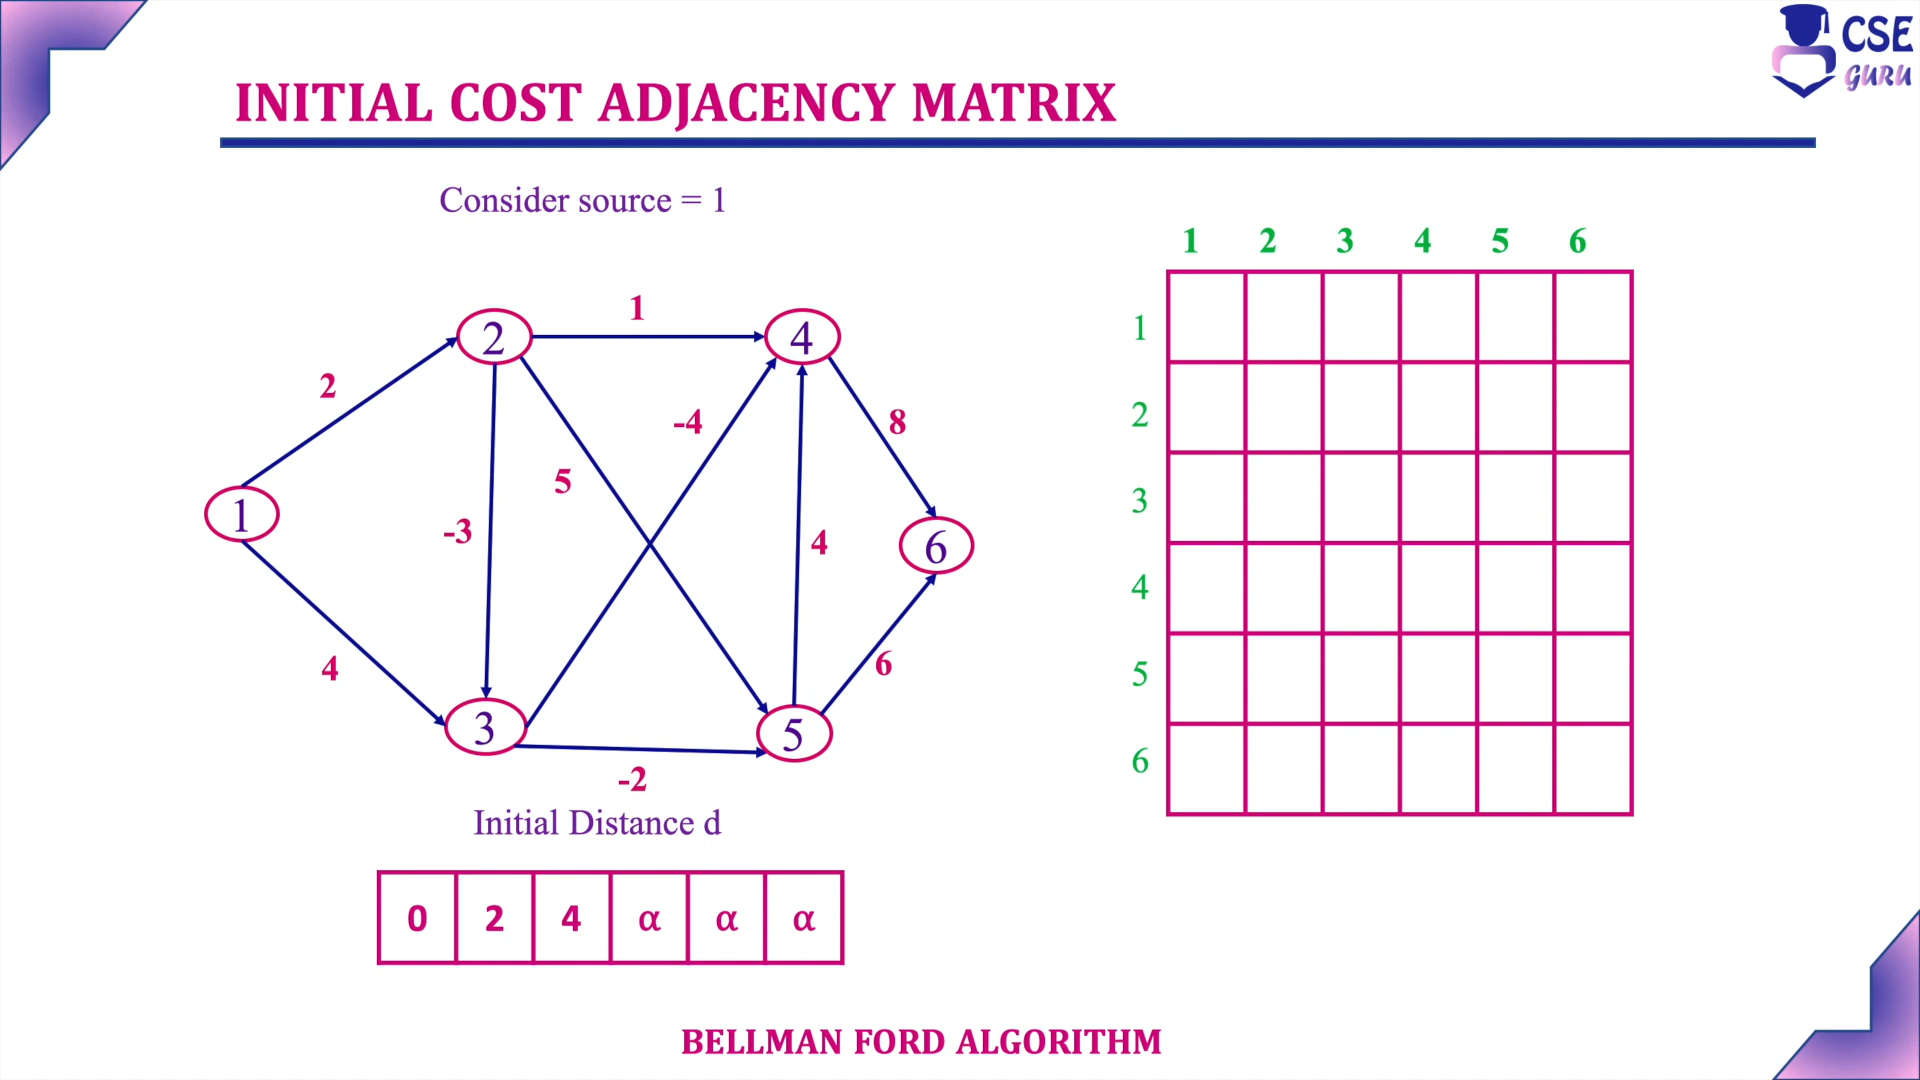 CSE
GURU
INITIAL COST ADJACENCY MATRIX
Consider source = 1
1 2 3 4 5 6
1
2
3
4
5
6
1
2
4
2
-4
8
5
-3
1
4
6
4
6
3
5
-2
Initial Distance d
0 2 4 α α α
BELLMAN FORD ALGORITHM